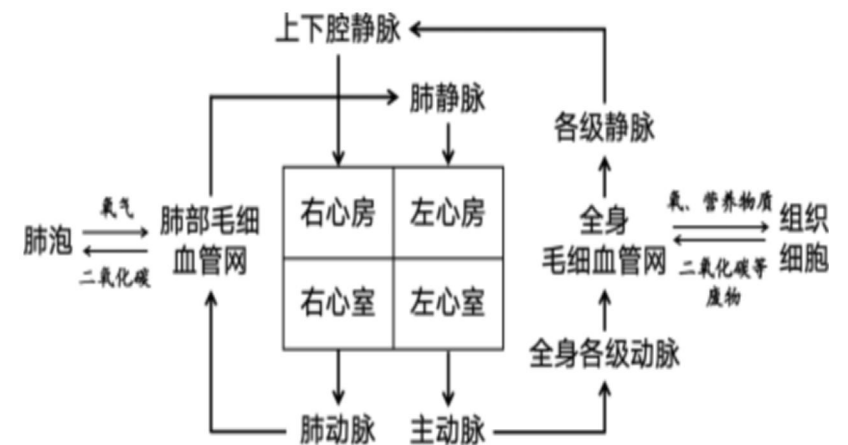 上下腔静脉
肺静脉
各级静脉
氧气
肺泡
肺部毛细
血管网
二氧化碳
右心房
左心房
全身
毛细血管网
氧、营养物质
组织
细胞
二氧化碳等
废物
右心室
左心室
全身各级动脉
肺动脉
主动脉